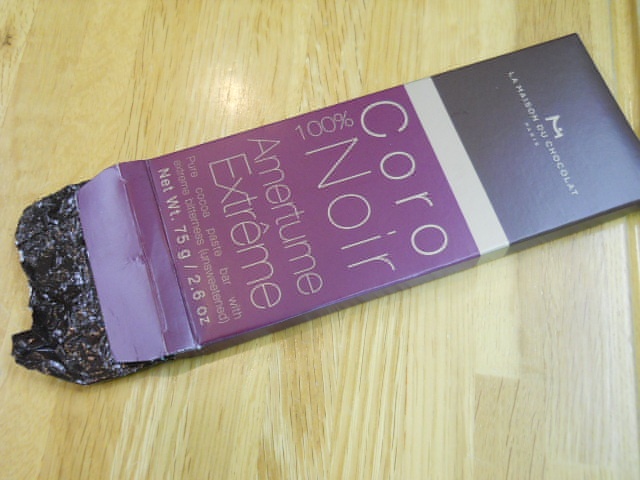 LA MAISON DU CHOCOLAT
PARIS
Coro
Noir
100%
Amertume
Extrême
Pure cocoa paste bar with
extreme bitterness (unsweetened)
Net Wt. 75 g / 2.6 oz